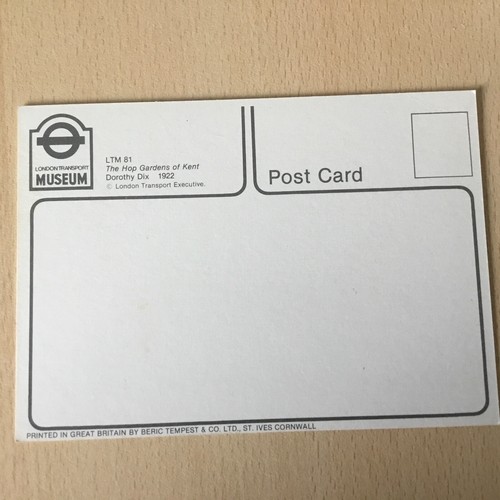 LONDON TRANSPORT
MUSEUM
LTM 81
The Hop Gardens of Kent
Dorothy Dix 1922
© London Transport Executive.
Post Card
PRINTED IN GREAT BRITAIN BY BERIC TEMPEST & CO. LTD., ST. IVES CORNWALL